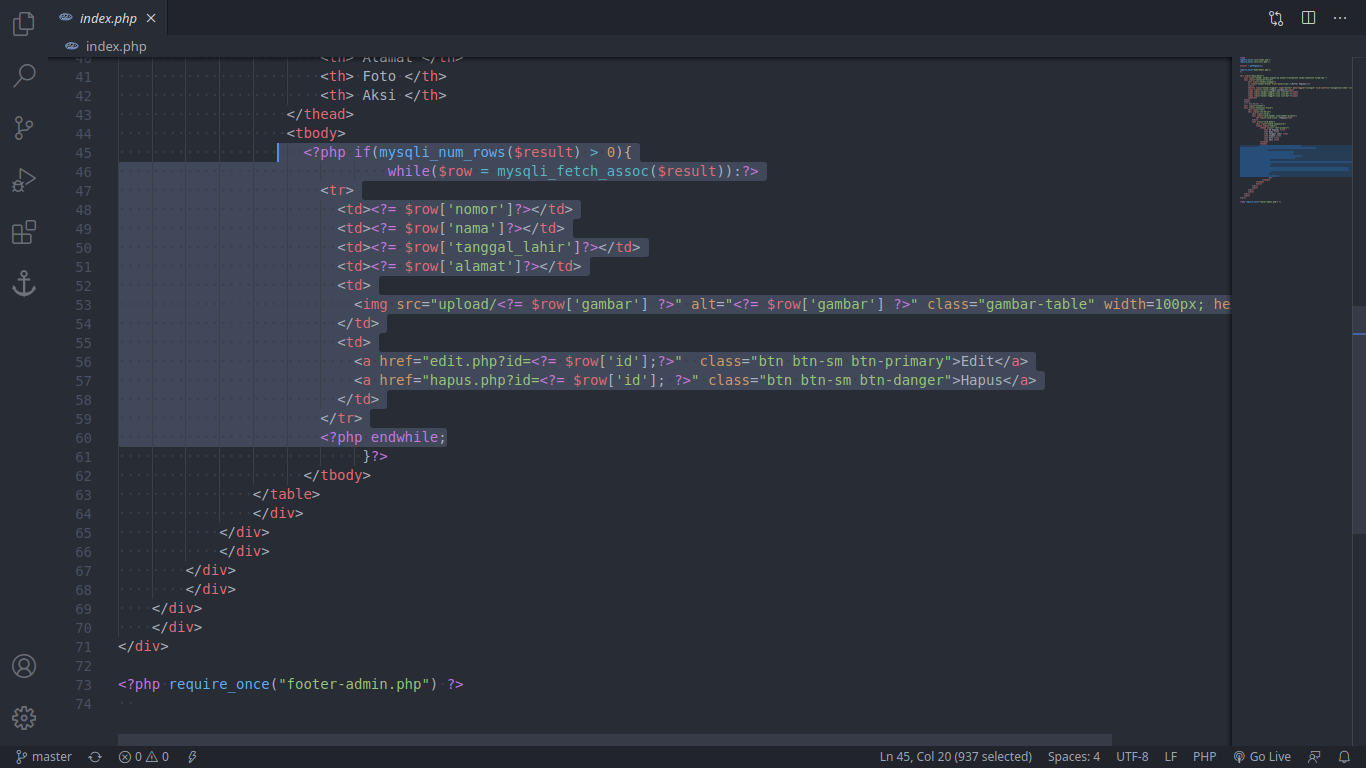 index.php
index.php
40 <th> Alamat </th>
41 <th> Foto </th>
42 <th> Aksi </th>
43 </thead>
44 <tbody>
45 <?php if(mysqli_num_rows($result) > 0){
46 while($row = mysqli_fetch_assoc($result)):?>
47 <tr>
48 <td><?= $row['nomor']?></td>
49 <td><?= $row['nama']?></td>
50 <td><?= $row['tanggal_lahir']?></td>
51 <td><?= $row['alamat']?></td>
52 <td>
53 <img src="upload/<?= $row['gambar'] ?>" alt="<?= $row['gambar'] ?>" class="gambar-table" width=100px; he
54 </td>
55 <td>
56 <a href="edit.php?id=<?= $row['id'];?>"  class="btn btn-sm btn-primary">Edit</a>
57 <a href="hapus.php?id=<?= $row['id']; ?>" class="btn btn-sm btn-danger">Hapus</a>
58 </td>
59 </tr>
60 <?php endwhile;
61 }?>
62 </tbody>
63 </table>
64 </div>
65 </div>
66 </div>
67 </div>
68 </div>
69 </div>
70 </div>
71 </div>
72
73 <?php require_once("footer-admin.php") ?>
74
master 0 0 Ln 45, Col 20 (937 selected) Spaces: 4 UTF-8 LF PHP Go Live